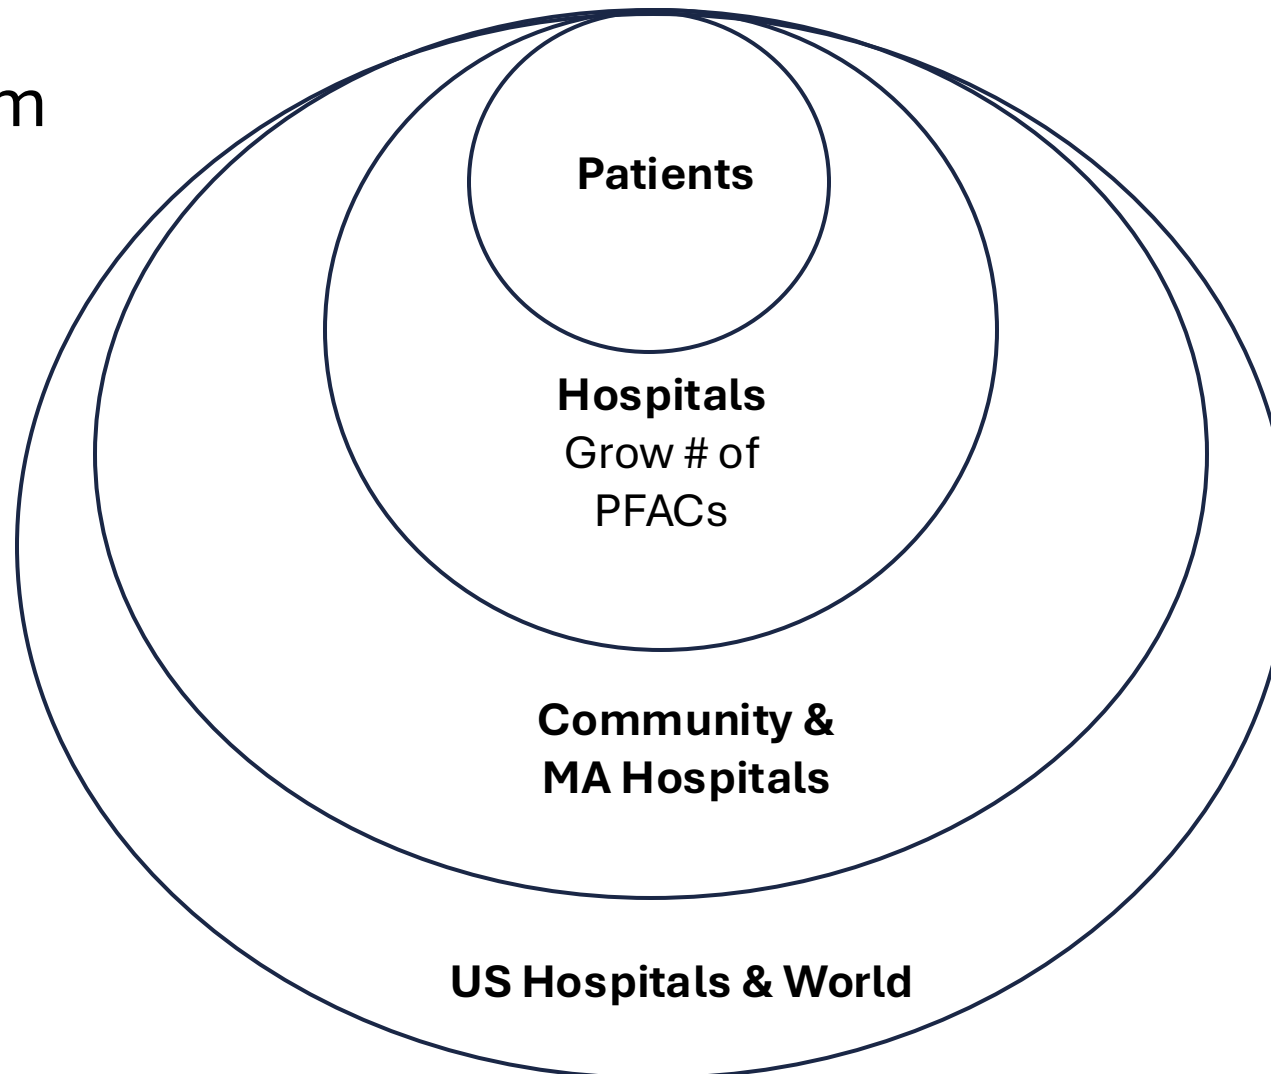 m
Patients
Hospitals
Grow # of
PFACs
Community &
MA Hospitals
US Hospitals & World